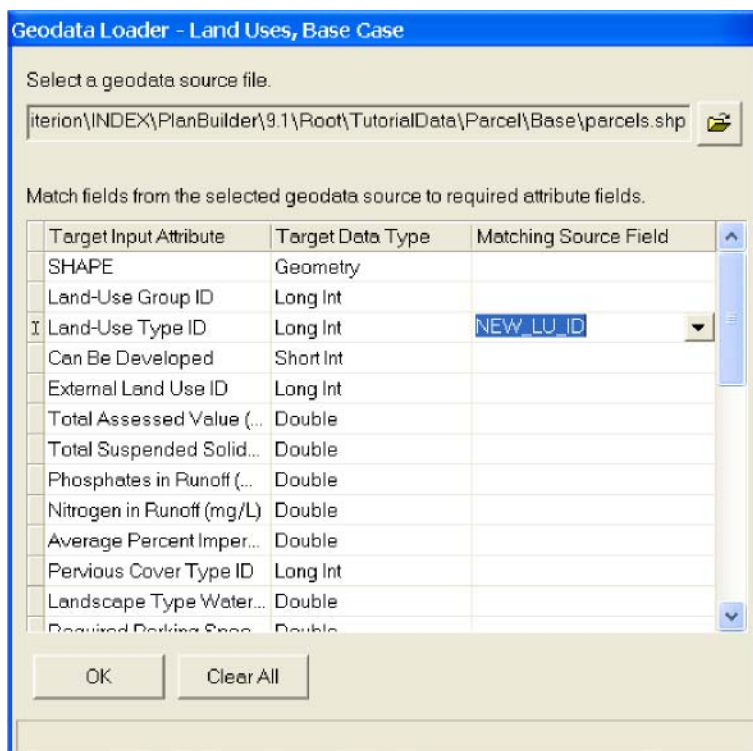 Geodata Loader - Land Uses, Base Case
Select a geodata source file.
iterion\INDEX\PlanBuilder\9.1\Root\TutorialData\Parcel\Base\parcels.shp
Match fields from the selected geodata source to required attribute fields.
Target Input Attribute Target Data Type Matching Source Field
SHAPE Geometry
Land-Use Group ID Long Int
Land-Use Type ID Long Int NEW_LU_ID
Can Be Developed Short Int
External Land Use ID Long Int
Total Assessed Value (... Double
Total Suspended Solid... Double
Phosphates in Runoff (... Double
Nitrogen in Runoff (mg/L) Double
Average Percent Imper... Double
Pervious Cover Type ID Long Int
Landscape Type Water... Double
Required Parking Spac... Double
OK Clear All